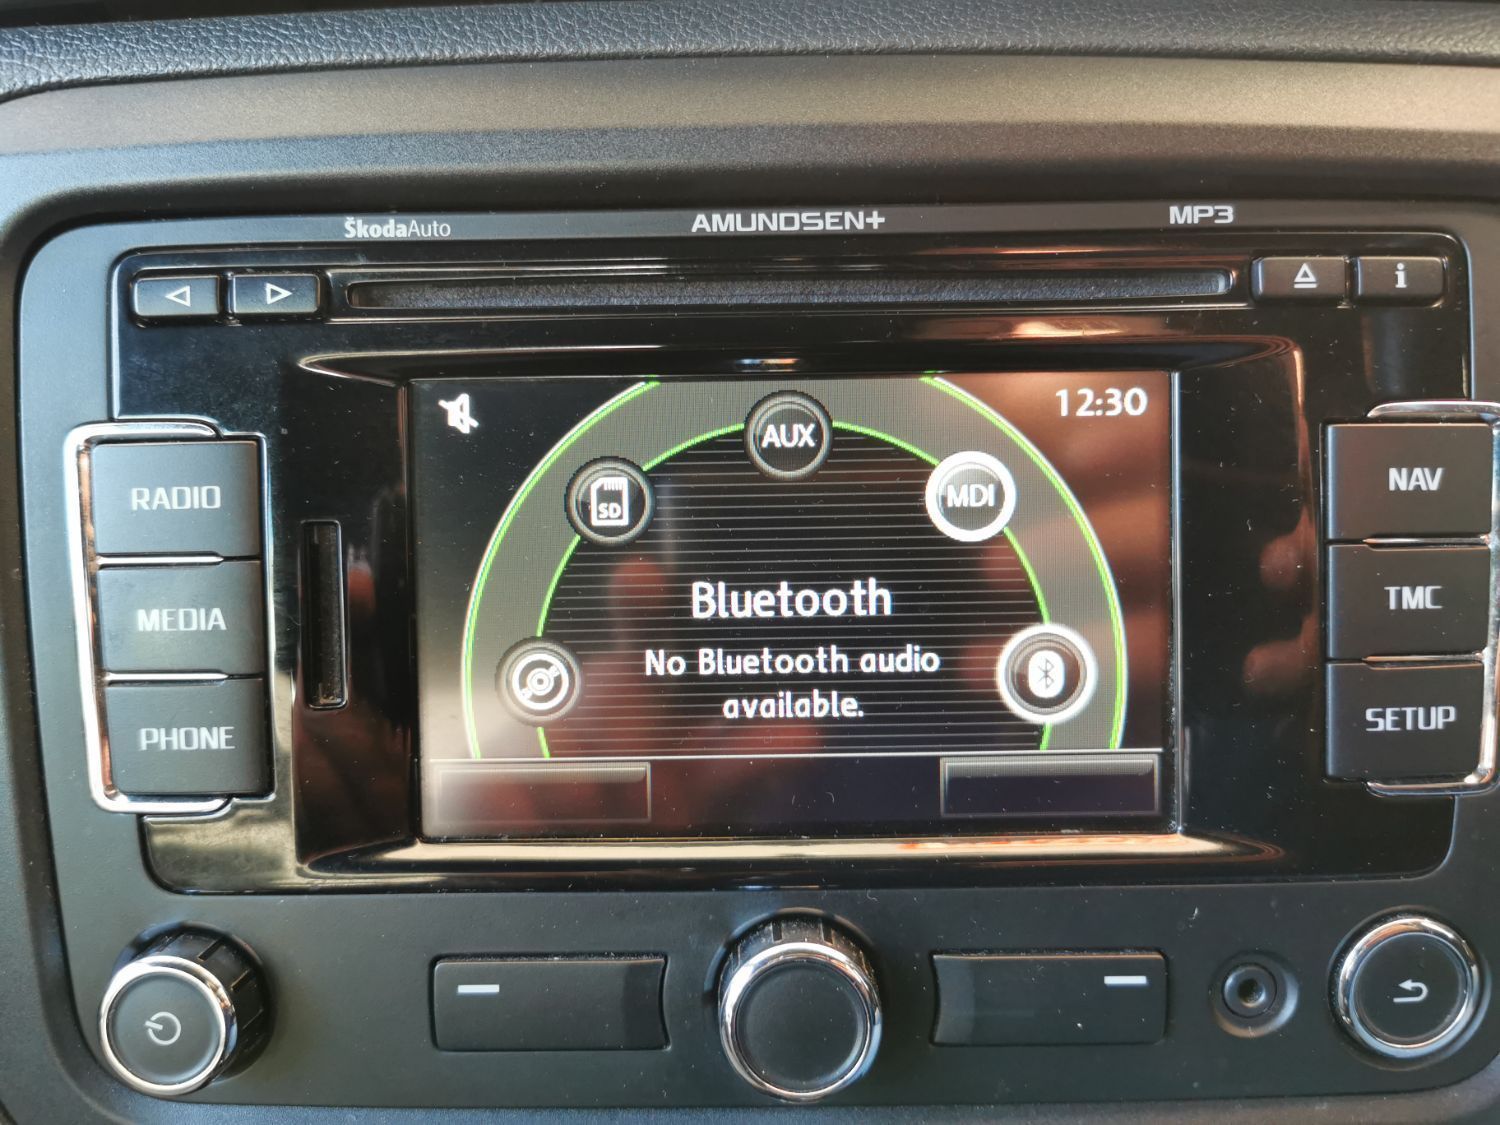 ŠkodaAuto
AMUNDSEN+
MP3
i
12:30
AUX
SD
MDI
RADIO
NAV
Bluetooth
MEDIA
TMC
No Bluetooth audio
available.
PHONE
SETUP